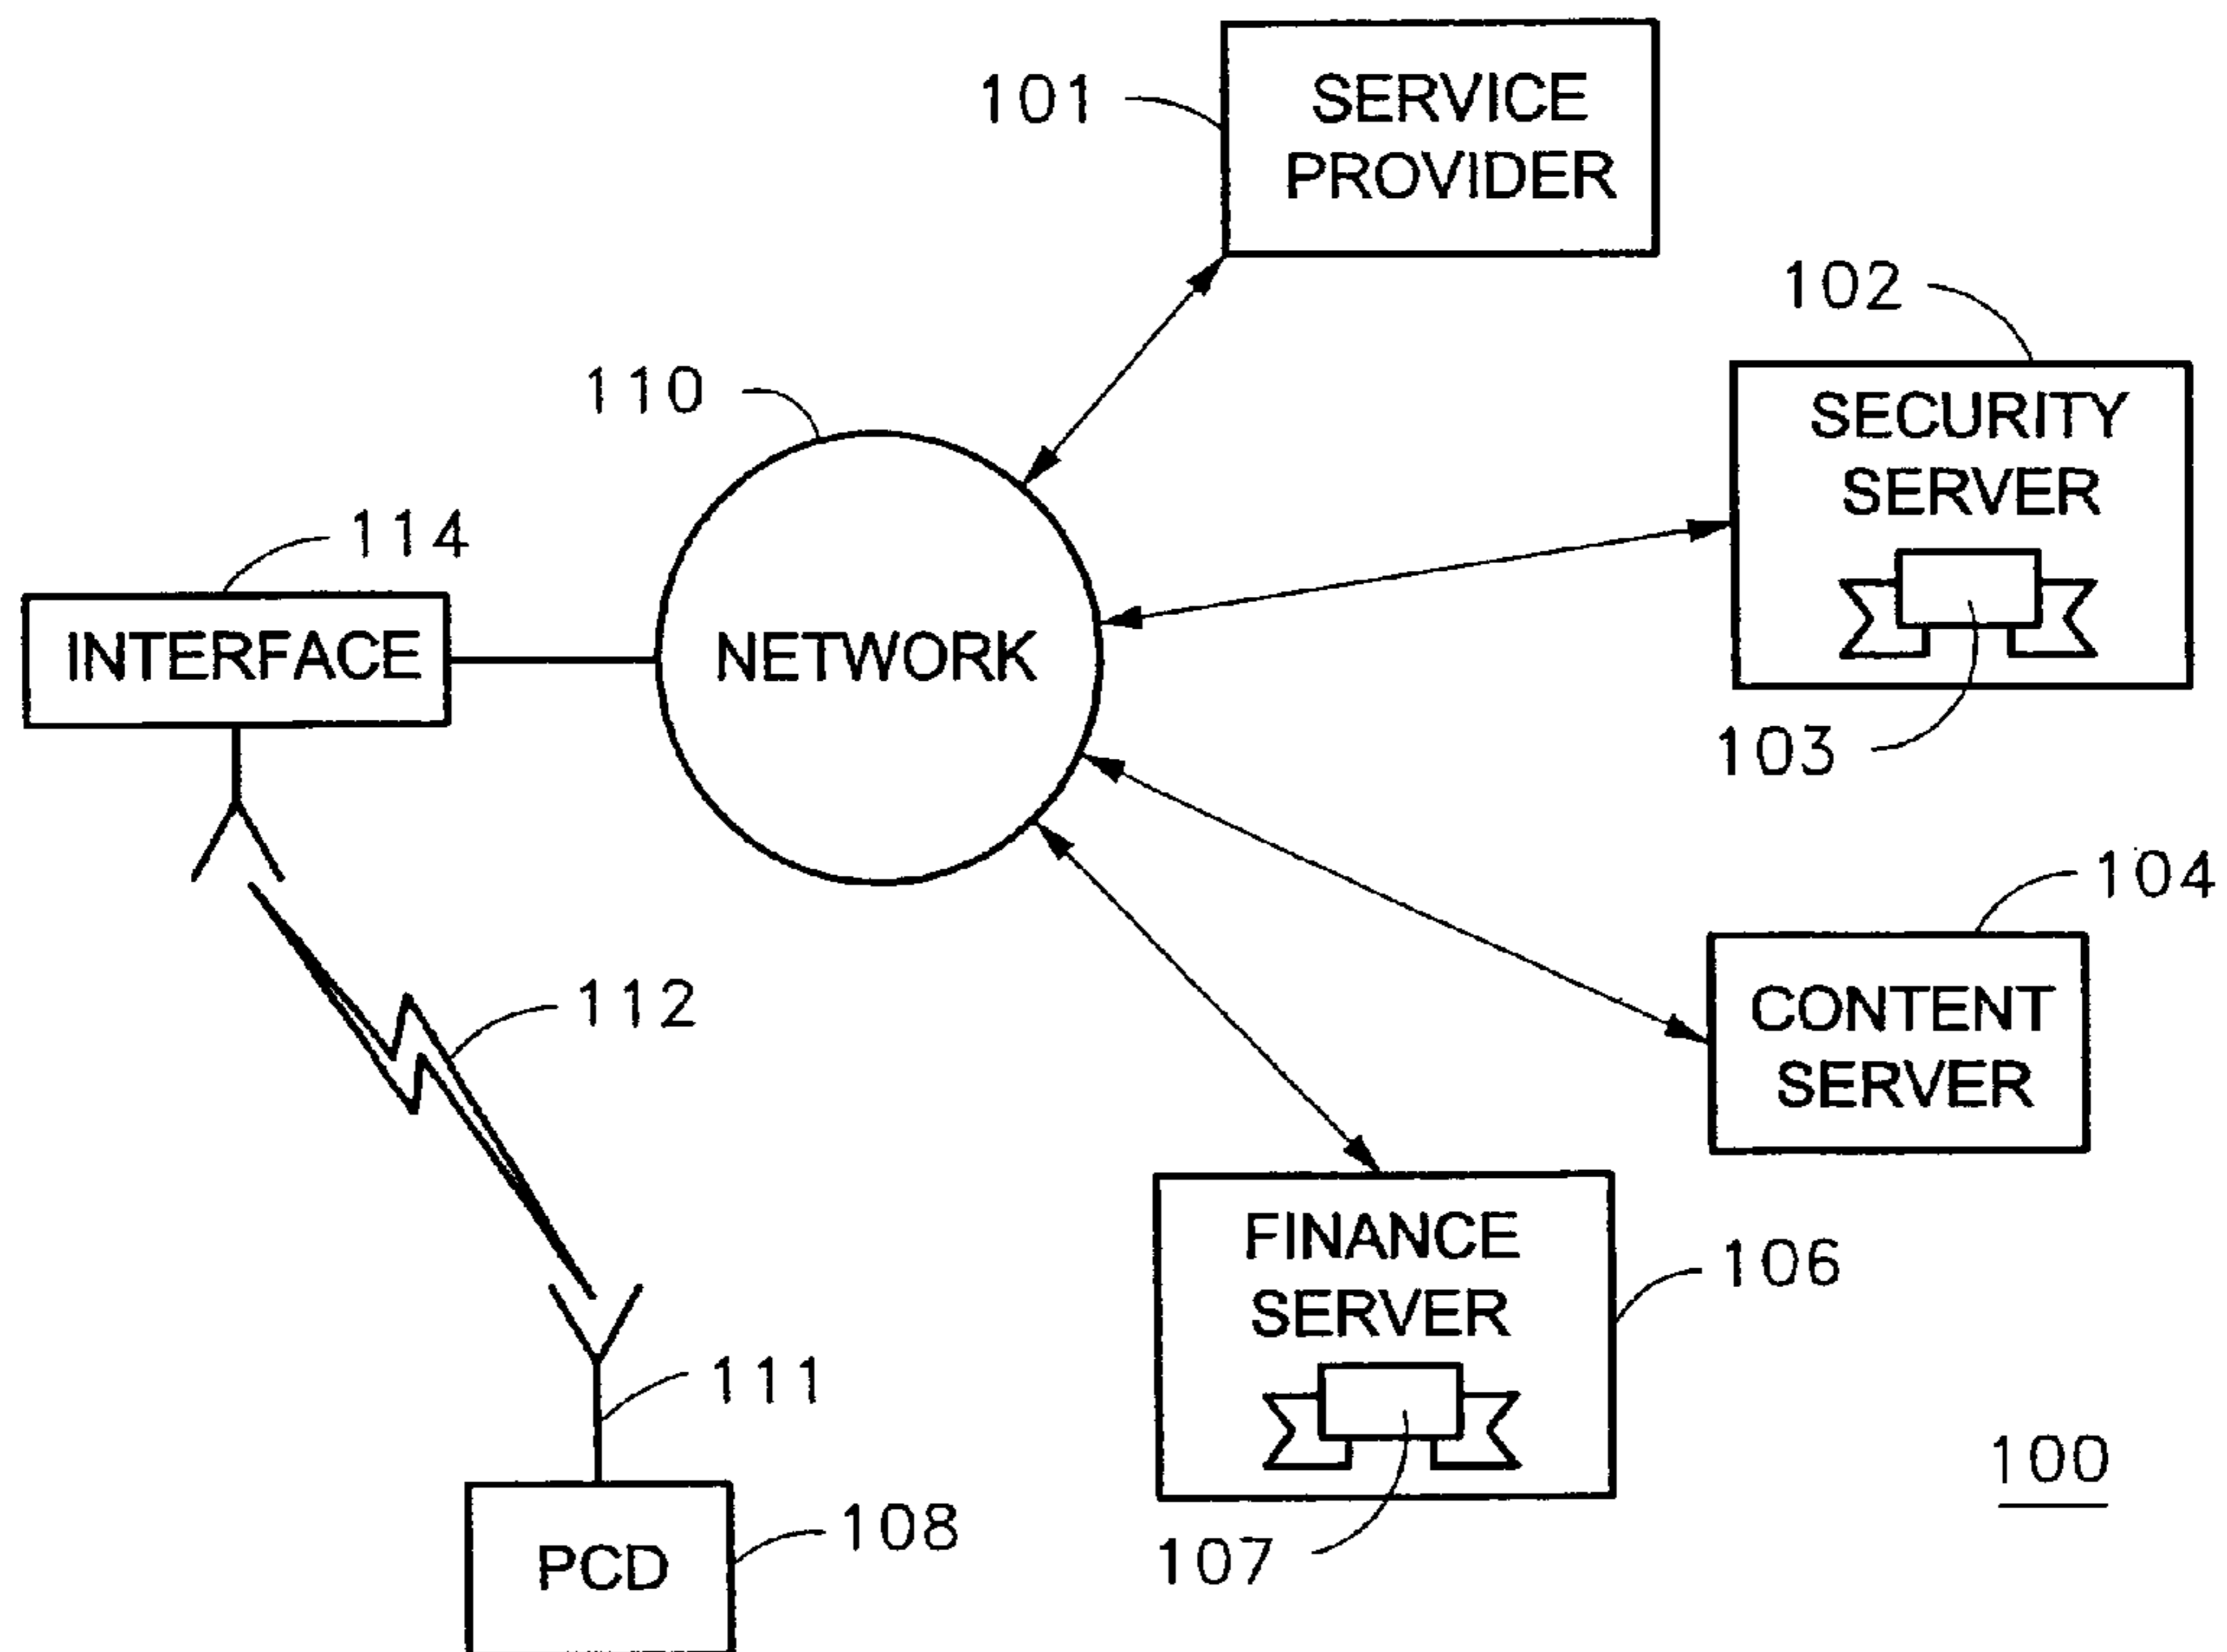 101
SERVICE
PROVIDER
102
110
SECURITY
SERVER
114
INTERFACE
NETWORK
103
104
112
CONTENT
SERVER
FINANCE
SERVER
106
111
100
108
107
PCD